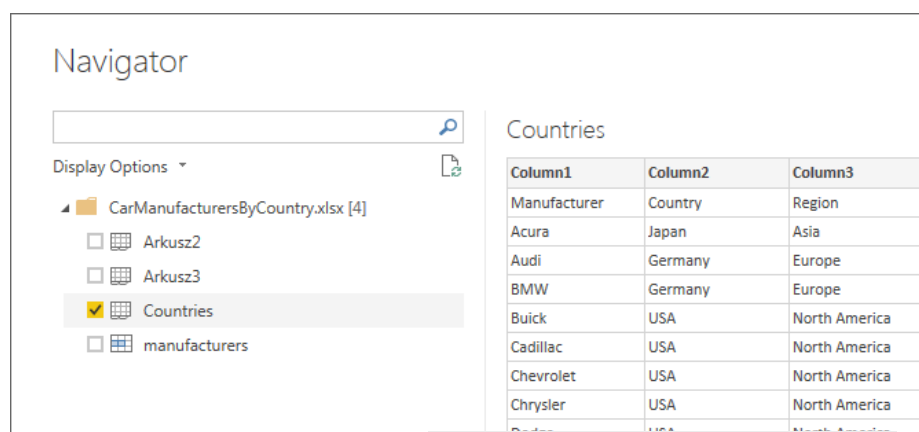 Navigator
Display Options
CarManufacturersByCountry.xlsx [4]
Arkusz2
Arkusz3
Countries
manufacturers
Countries
Column1 Column2 Column3
Manufacturer Country Region
Acura Japan Asia
Audi Germany Europe
BMW Germany Europe
Buick USA North America
Cadillac USA North America
Chevrolet USA North America
Chrysler USA North America